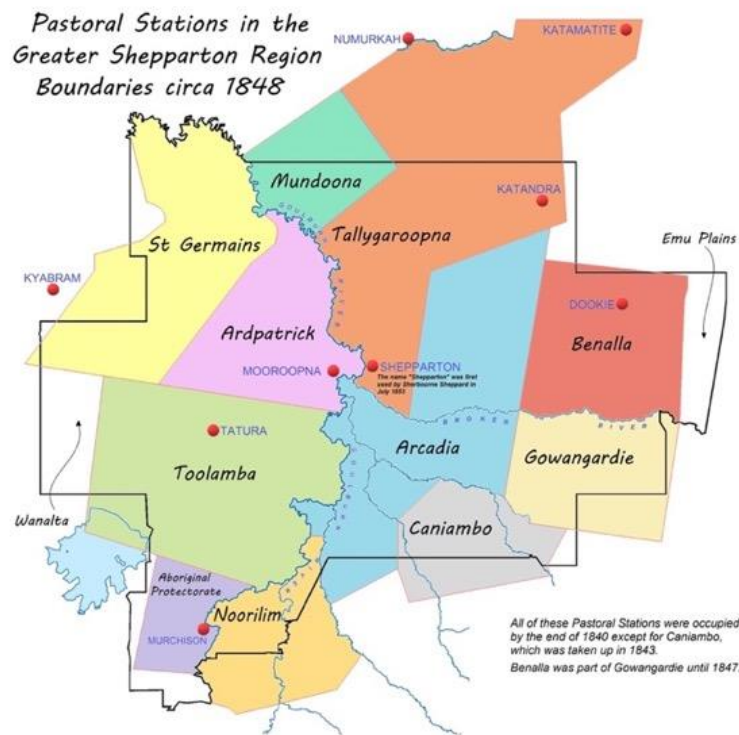 Pastoral Stations in the
Greater Shepparton Region
Boundaries circa 1848
NUMURKAH
KATAMATITE
Mundoona
KATANDRA
GOULBURN
RIVER
St Germains
Tallygaroopna
Emu Plains
KYABRAM
DOOKIE
Ardpatrick
Benalla
MOOROOPNA
SHEPPARTON
The name "Shepparton" was first
used by Sherbourne Sheppard in
July 1853
BROKEN
RIVER
TATURA
Arcadia
Gowangardie
Toolamba
Wanalta
Caniambo
Aboriginal
Protectorate
Noorilim
MURCHISON
All of these Pastoral Stations were occupied
by the end of 1840 except for Caniambo,
which was taken up in 1843.
Benalla was part of Gowangardie until 1847.